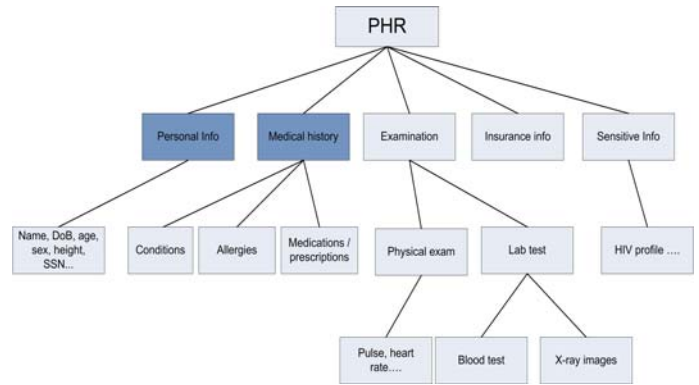 PHR
Personal Info
Medical history
Examination
Insurance info
Sensitive Info
Name, DoB, age,
sex, height,
SSN...
Conditions
Allergies
Medications /
prescriptions
Physical exam
Lab test
HIV profile ....
Pulse, heart
rate....
Blood test
X-ray images